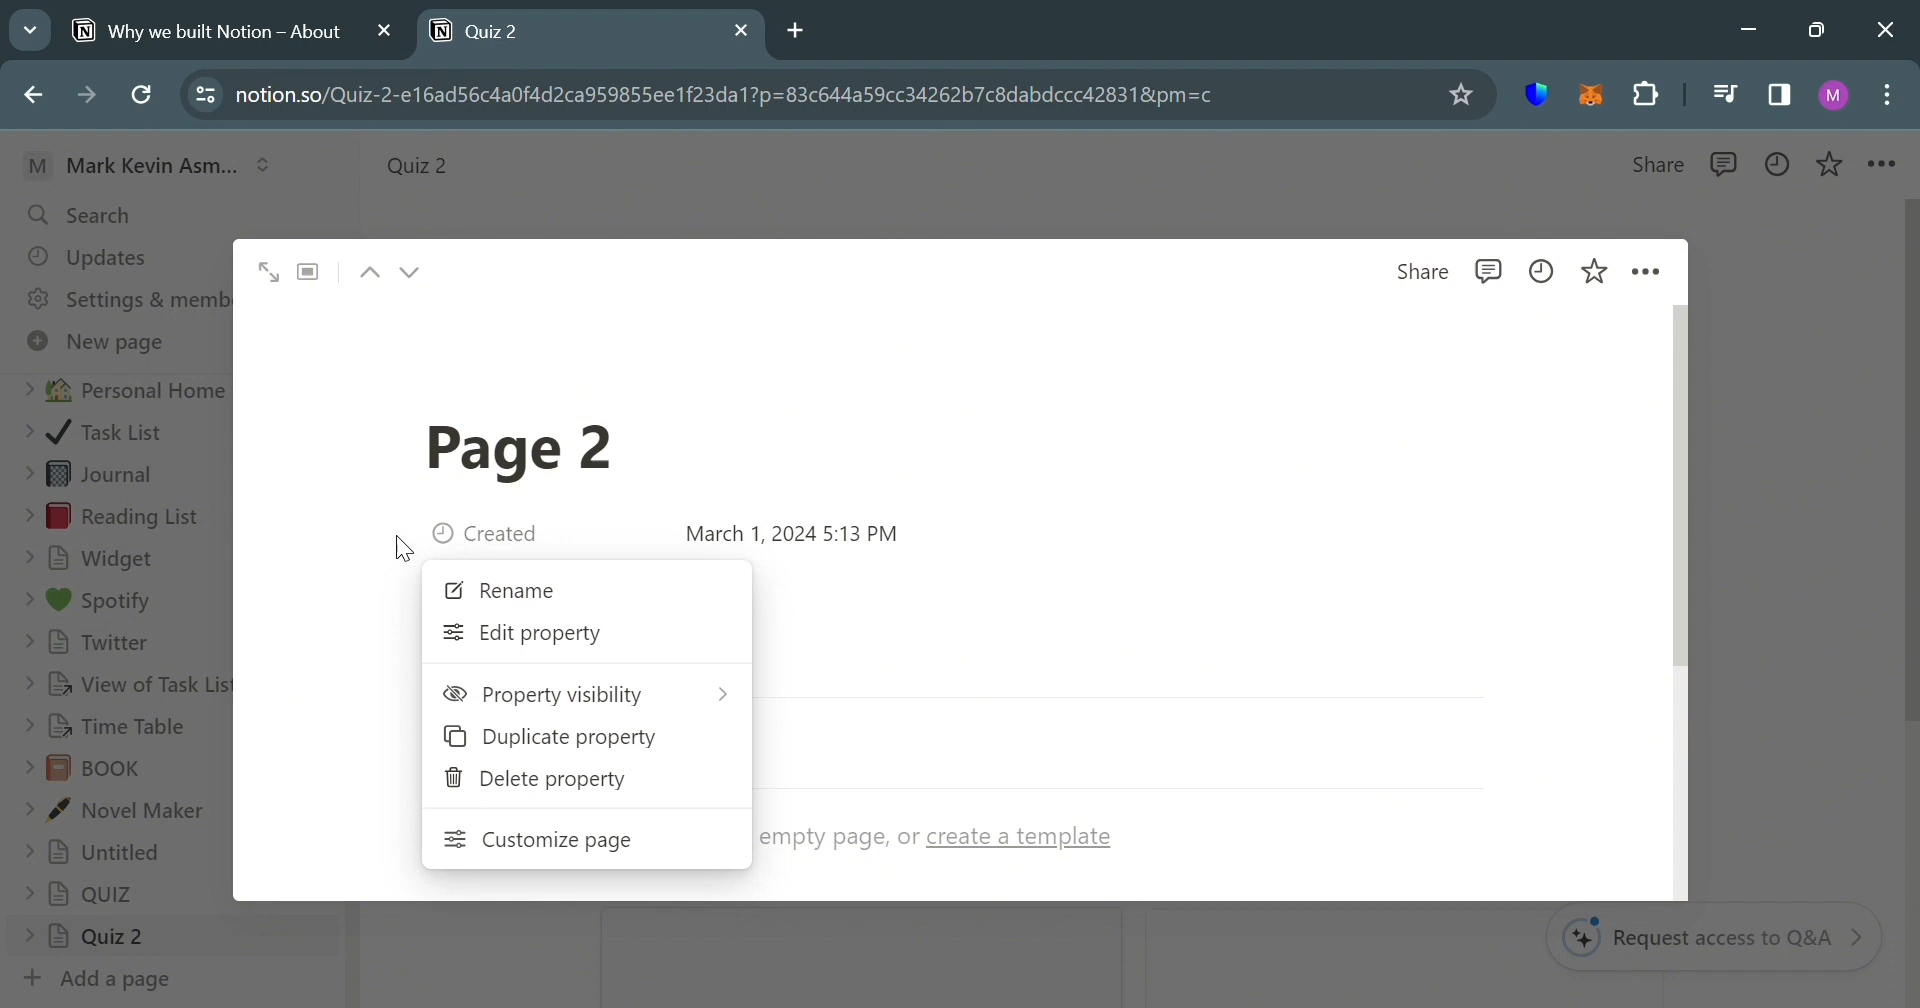 Why we built Notion – About
Quiz 2
notion.so/Quiz-2-e16ad56c4a0f4d2ca959855ee1f23da1?p=83c644a59cc34262b7c8dabdccc42831&pm=c
M
M Mark Kevin Asm...
Quiz 2
Share
Search
Updates
Settings & memb
New page
Personal Home
Task List
Journal
Reading List
Widget
Spotify
Twitter
View of Task List
Time Table
BOOK
Novel Maker
Untitled
QUIZ
Quiz 2
Add a page
Share
Page 2
Created March 1, 2024 5:13 PM
Rename
Edit property
Property visibility
Duplicate property
Delete property
Customize page
empty page, or create a template
Request access to Q&A